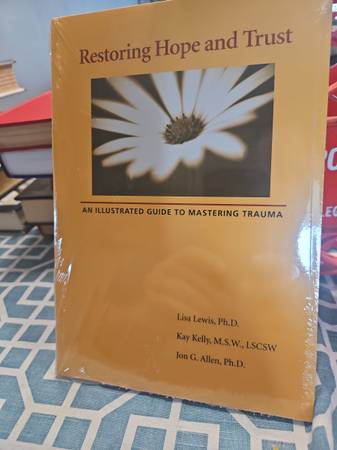 Restoring Hope and Trust
AN ILLUSTRATED GUIDE TO MASTERING TRAUMA
Lisa Lewis, Ph.D.
Kay Kelly, M.S.W., LSCSW
Jon G. Allen, Ph.D.